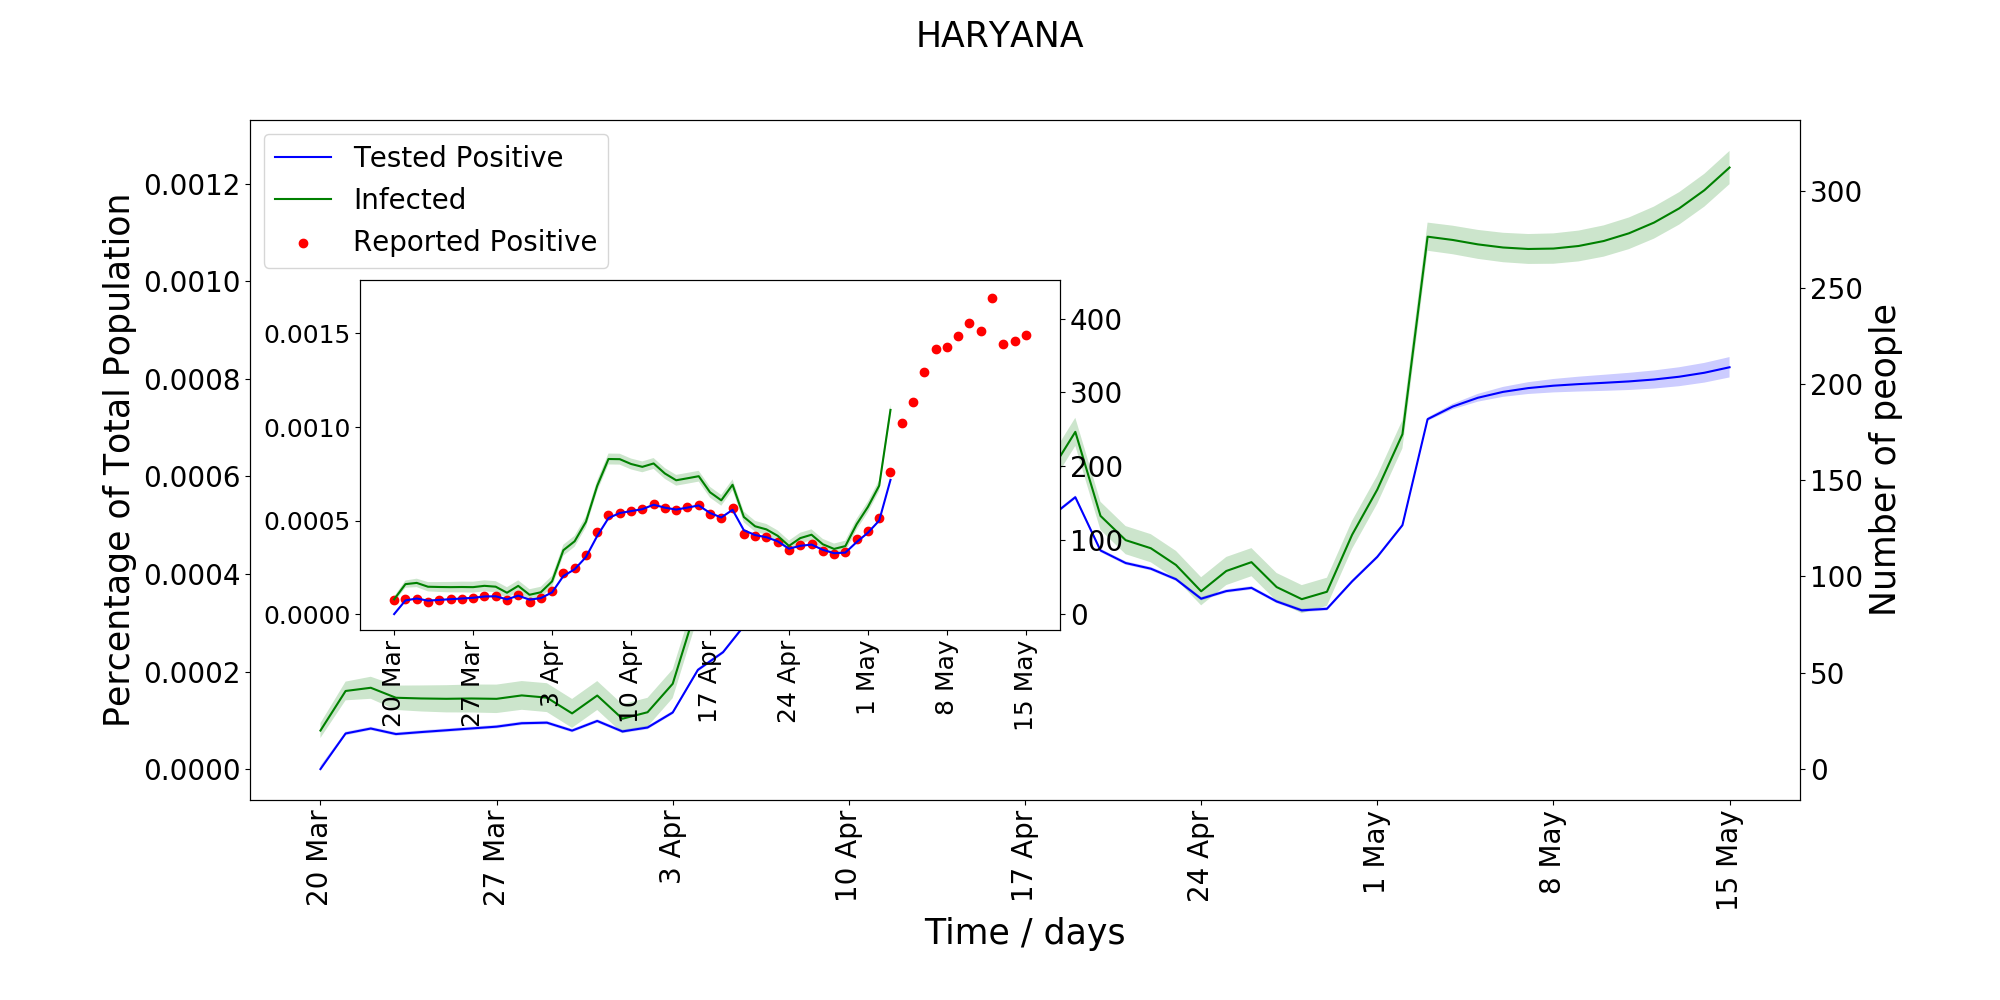 HARYANA
Tested Positive
Infected
Reported Positive
Percentage of Total Population
0.0012
0.0010
0.0008
0.0006
0.0004
0.0002
0.0000
300
250
200
150
100
50
0
Number of people
0.0015
0.0010
0.0005
0.0000
400
300
200
100
0
20 Mar
27 Mar
3 Apr
10 Apr
17 Apr
24 Apr
1 May
8 May
15 May
20 Mar
27 Mar
3 Apr
10 Apr
17 Apr
24 Apr
1 May
8 May
15 May
Time / days